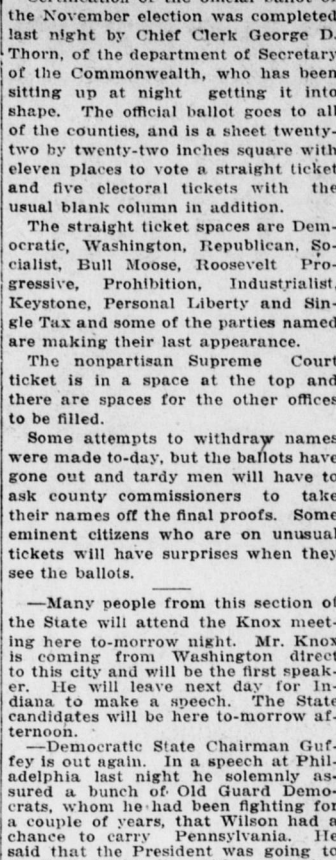 Certification of the official ballot of
the November election was completed
last night by Chief Clerk George D.
Thorn, of the department of Secretary
of the Commonwealth, who has been
sitting up at night getting it into
shape. The official ballot goes to all
of the counties, and is a sheet twenty-
two by twenty-two inches square with
eleven places to vote a straight ticket
and five electoral tickets with the
usual blank column in addition.
The straight ticket spaces are Dem-
ocratic, Washington, Republican, So-
cialist, Bull Moose, Roosevelt Pro-
gressive, Prohibition, Industrialist,
Keystone, Personal Liberty and Sin-
gle Tax and some of the parties named
are making their last appearance.
The nonpartisan Supreme Court
ticket is in a space at the top and
there are spaces for the other offices
to be filled.
Some attempts to withdraw names
were made to-day, but the ballots have
gone out and tardy men will have to
ask county commissioners to take
their names off the final proofs. Some
eminent citizens who are on unusual
tickets will have surprises when they
see the ballots.
—Many people from this section of
the State will attend the Knox meet-
ing here to-morrow night. Mr. Knox
is coming from Washington direct
to this city and will be the first speak-
er. He will leave next day for In-
diana to make a speech. The State
candidates will be here to-morrow af-
ternoon.
—Democratic State Chairman Guf-
fey is out again. In a speech at Phil-
adelphia last night he solemnly as-
sured a bunch of Old Guard Demo-
crats, whom he had been fighting for
a couple of years, that Wilson had a
chance to carry Pennsylvania. He
said that the President was going to